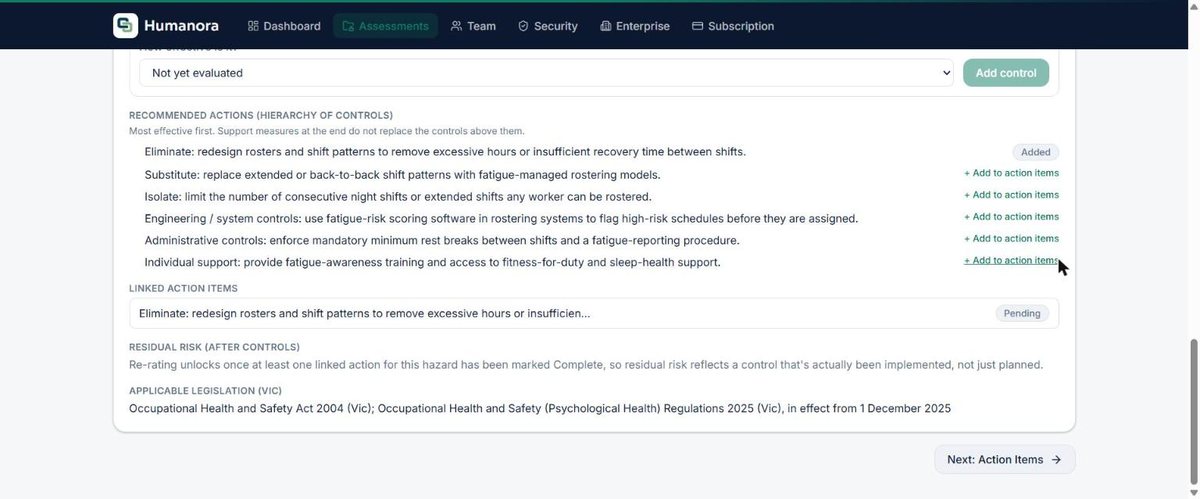 Humanora
Dashboard
Assessments
Team
Security
Enterprise
Subscription
Not yet evaluated
Add control
RECOMMENDED ACTIONS (HIERARCHY OF CONTROLS)
Most effective first. Support measures at the end do not replace the controls above them.
Eliminate: redesign rosters and shift patterns to remove excessive hours or insufficient recovery time between shifts.
Added
Substitute: replace extended or back-to-back shift patterns with fatigue-managed rostering models.
+ Add to action items
Isolate: limit the number of consecutive night shifts or extended shifts any worker can be rostered.
+ Add to action items
Engineering / system controls: use fatigue-risk scoring software in rostering systems to flag high-risk schedules before they are assigned.
+ Add to action items
Administrative controls: enforce mandatory minimum rest breaks between shifts and a fatigue-reporting procedure.
+ Add to action items
Individual support: provide fatigue-awareness training and access to fitness-for-duty and sleep-health support.
+ Add to action items
LINKED ACTION ITEMS
Eliminate: redesign rosters and shift patterns to remove excessive hours or insufficien...
Pending
RESIDUAL RISK (AFTER CONTROLS)
Re-rating unlocks once at least one linked action for this hazard has been marked Complete, so residual risk reflects a control that's actually been implemented, not just planned.
APPLICABLE LEGISLATION (VIC)
Occupational Health and Safety Act 2004 (Vic); Occupational Health and Safety (Psychological Health) Regulations 2025 (Vic), in effect from 1 December 2025
Next: Action Items →